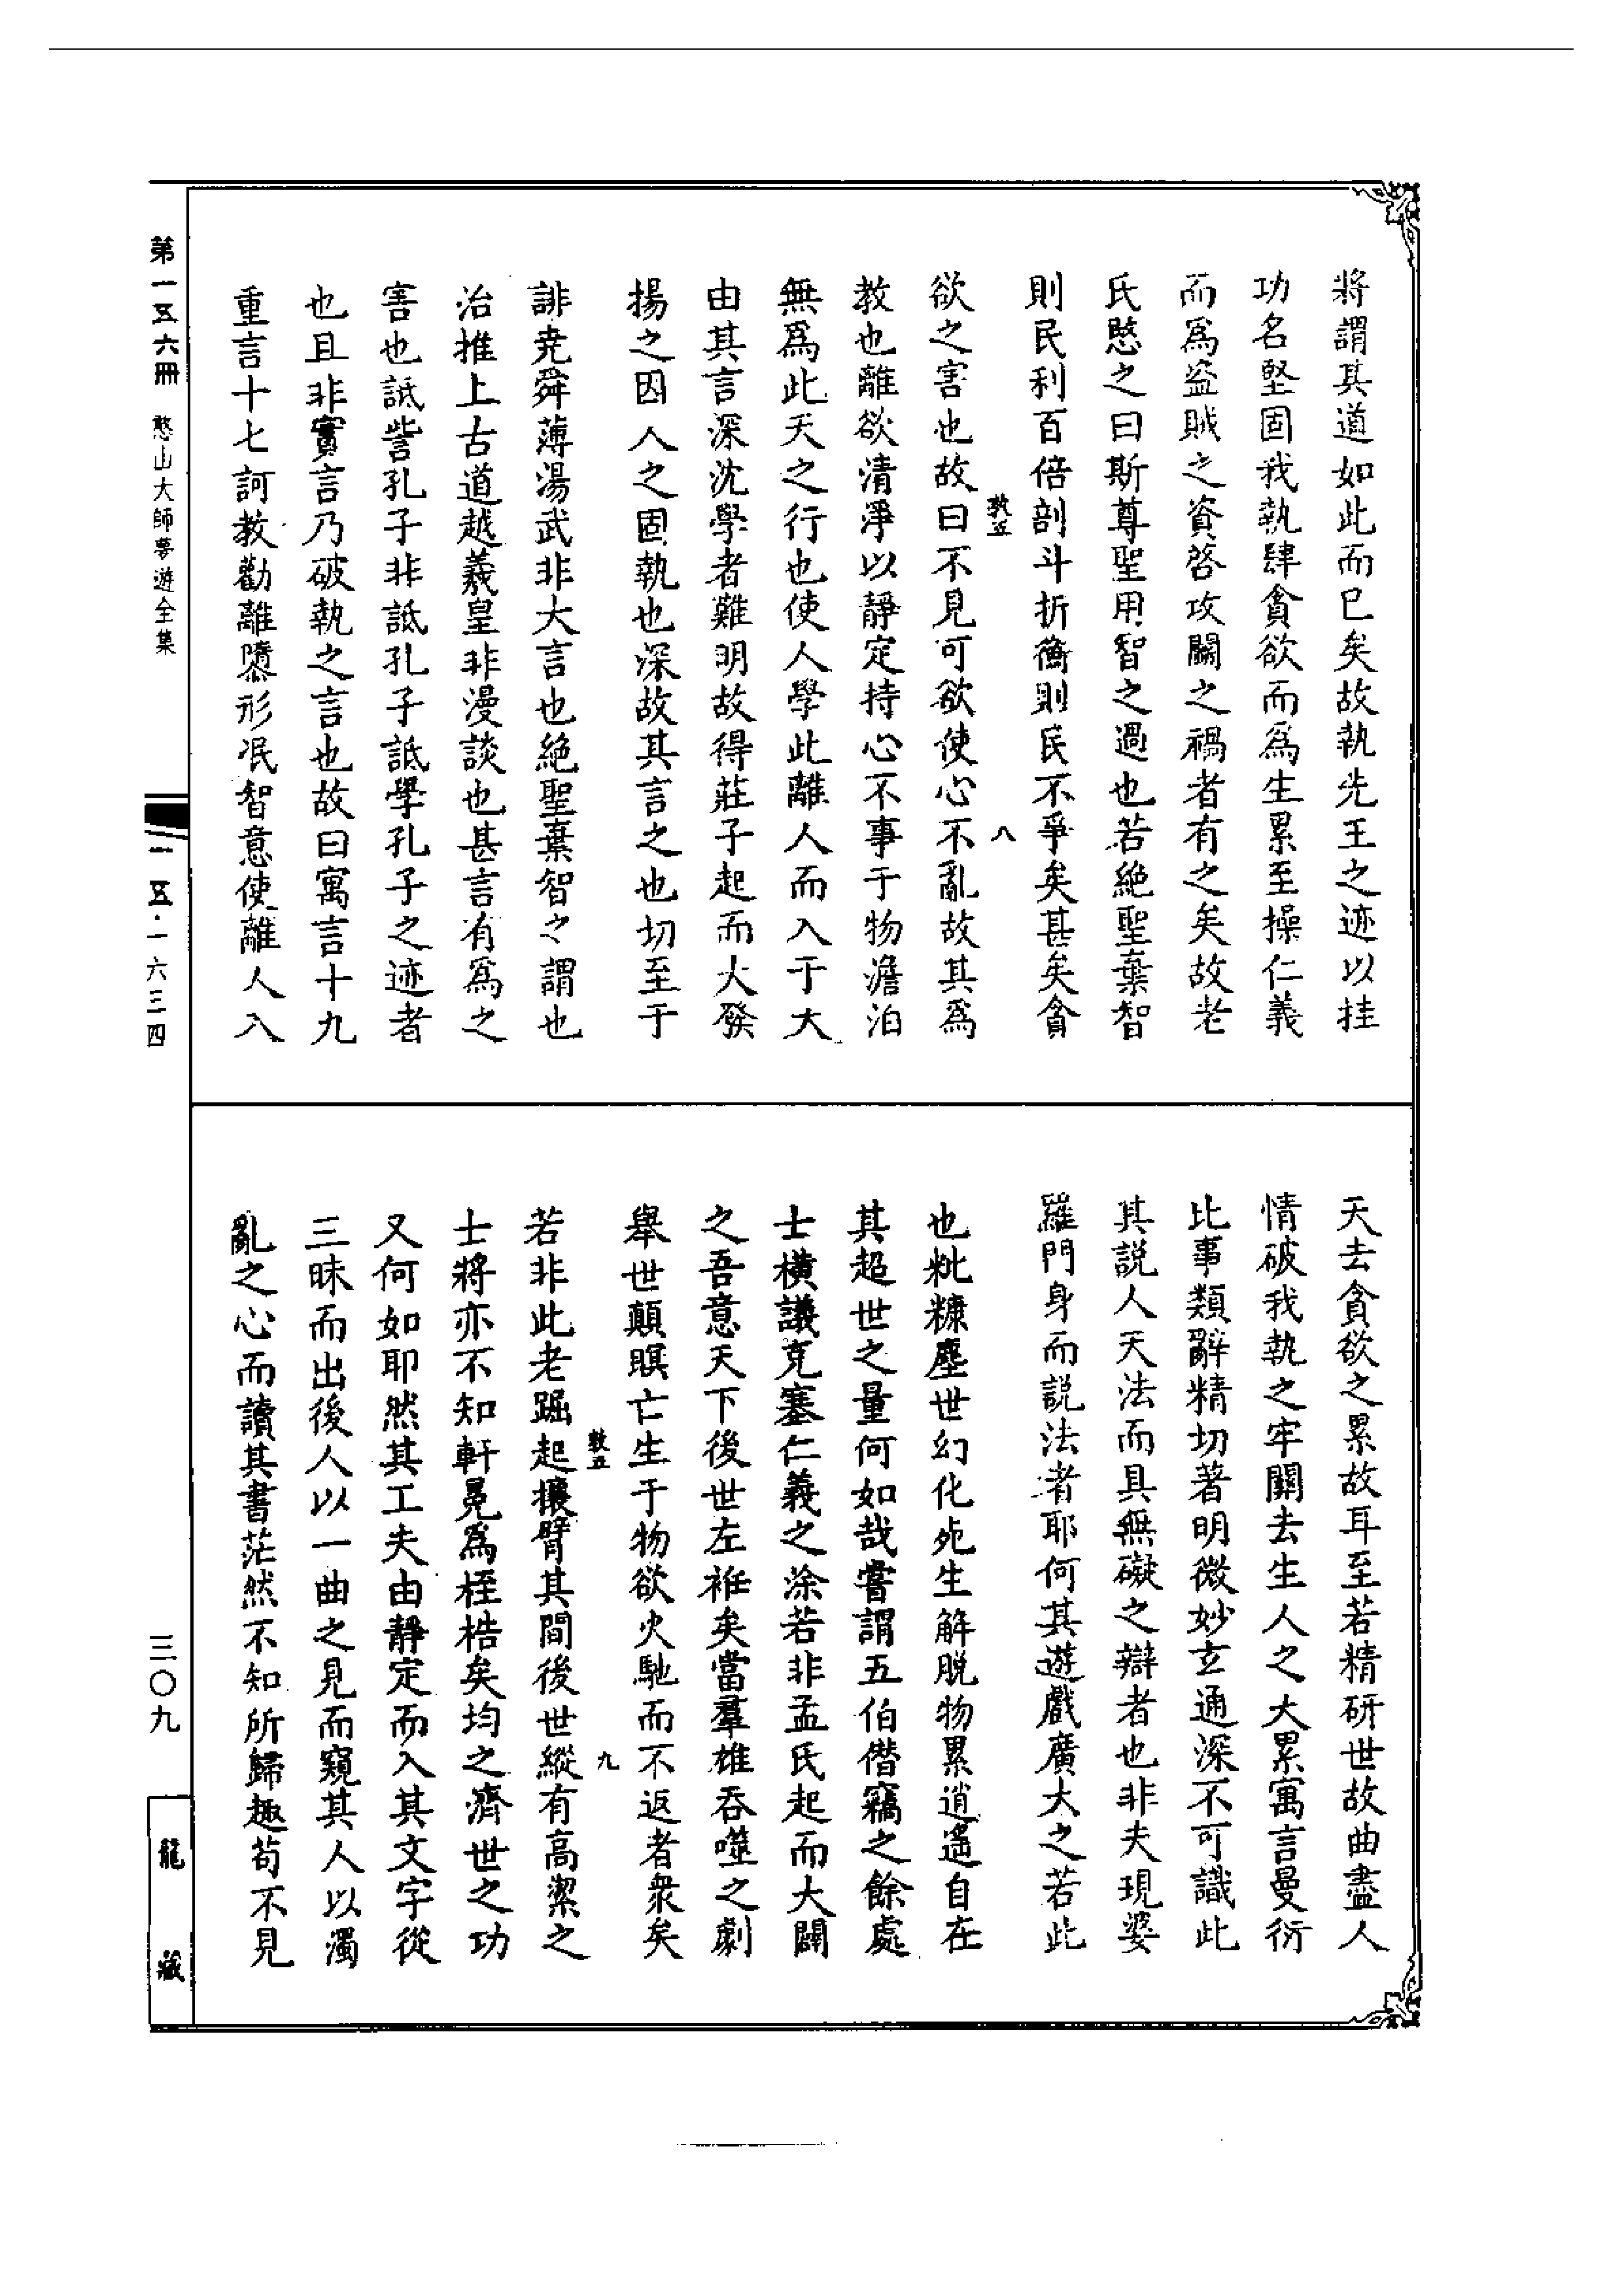 將謂其道如此而已矣故執先王之迹以挂
功名堅固我執肆貪欲而爲生累至操仁義
而爲盜賊之資啓攻鬭之禍者有之矣故老
氏愍之曰斯尊聖用智之過也若絕聖棄智
則民利百倍剖斗折衡則民不爭矣甚矣貪
欲之害也故曰不見可欲使心不亂故其爲
教也離欲清淨以靜定持心不事于物澹泊
無爲此天之行也使人學此離人而入于大
由其言深沈學者難明故得莊子起而大發
揚之因人之固執也深故其言之也切至于
誹堯舜薄湯武非大言也絕聖棄智之謂也
治推上古道越羲皇非漫談也甚言有爲之
害也詆訾孔子非詆孔子詆學孔子之迹者
也且非實言乃破執之言也故曰寓言十九
重言十七訶教勸離隳形泯智意使離人入
教五
八
天去貪欲之累故耳至若精研世故曲盡人
情破我執之牢關去生人之大累寓言曼衍
比事類辭精切著明微妙玄通深不可識此
其説人天法而具無礙之辯者也非夫現婆
羅門身而説法者耶何其遊戲廣大之若此
也粃糠塵世幻化死生解脱物累逍遙自在
其超世之量何如哉嘗謂五伯僭竊之餘處
士橫議充塞仁義之涂若非孟氏起而大闢
之吾意天下後世左袵矣當羣雄吞噬之劇
舉世顛瞑亡生于物欲火馳而不返者衆矣
若非此老踞起攘臂其間後世縱有高潔之
士將亦不知軒冕爲桎梏矣均之濟世之功
又何如耶然其工夫由靜定而入其文字從
三昧而出後人以一曲之見而窺其人以濁
亂之心而讀其書茫然不知所歸趣苟不見
教五
九
第一五六冊 憨山大師夢遊全集
一五·一六三四
三〇九
龍藏